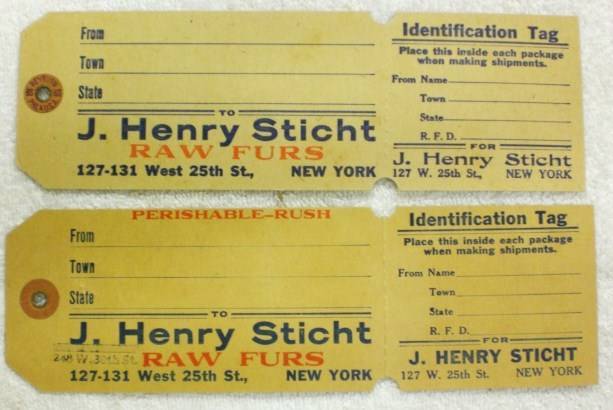 From
Town
State
TO
J. Henry Sticht
RAW FURS
127-131 West 25th St., NEW YORK
Identification Tag
Place this inside each package
when making shipments.
From Name
Town
State
R. F. D.
FOR
J. Henry Sticht
127 W. 25th St., NEW YORK
PERISHABLE-RUSH
From
Town
State
TO
J. Henry Sticht
RAW FURS
127-131 West 25th St., NEW YORK
Identification Tag
Place this inside each package
when making shipments.
From Name
Town
State
R. F. D.
FOR
J. HENRY STICHT
127 W. 25th St. NEW YORK